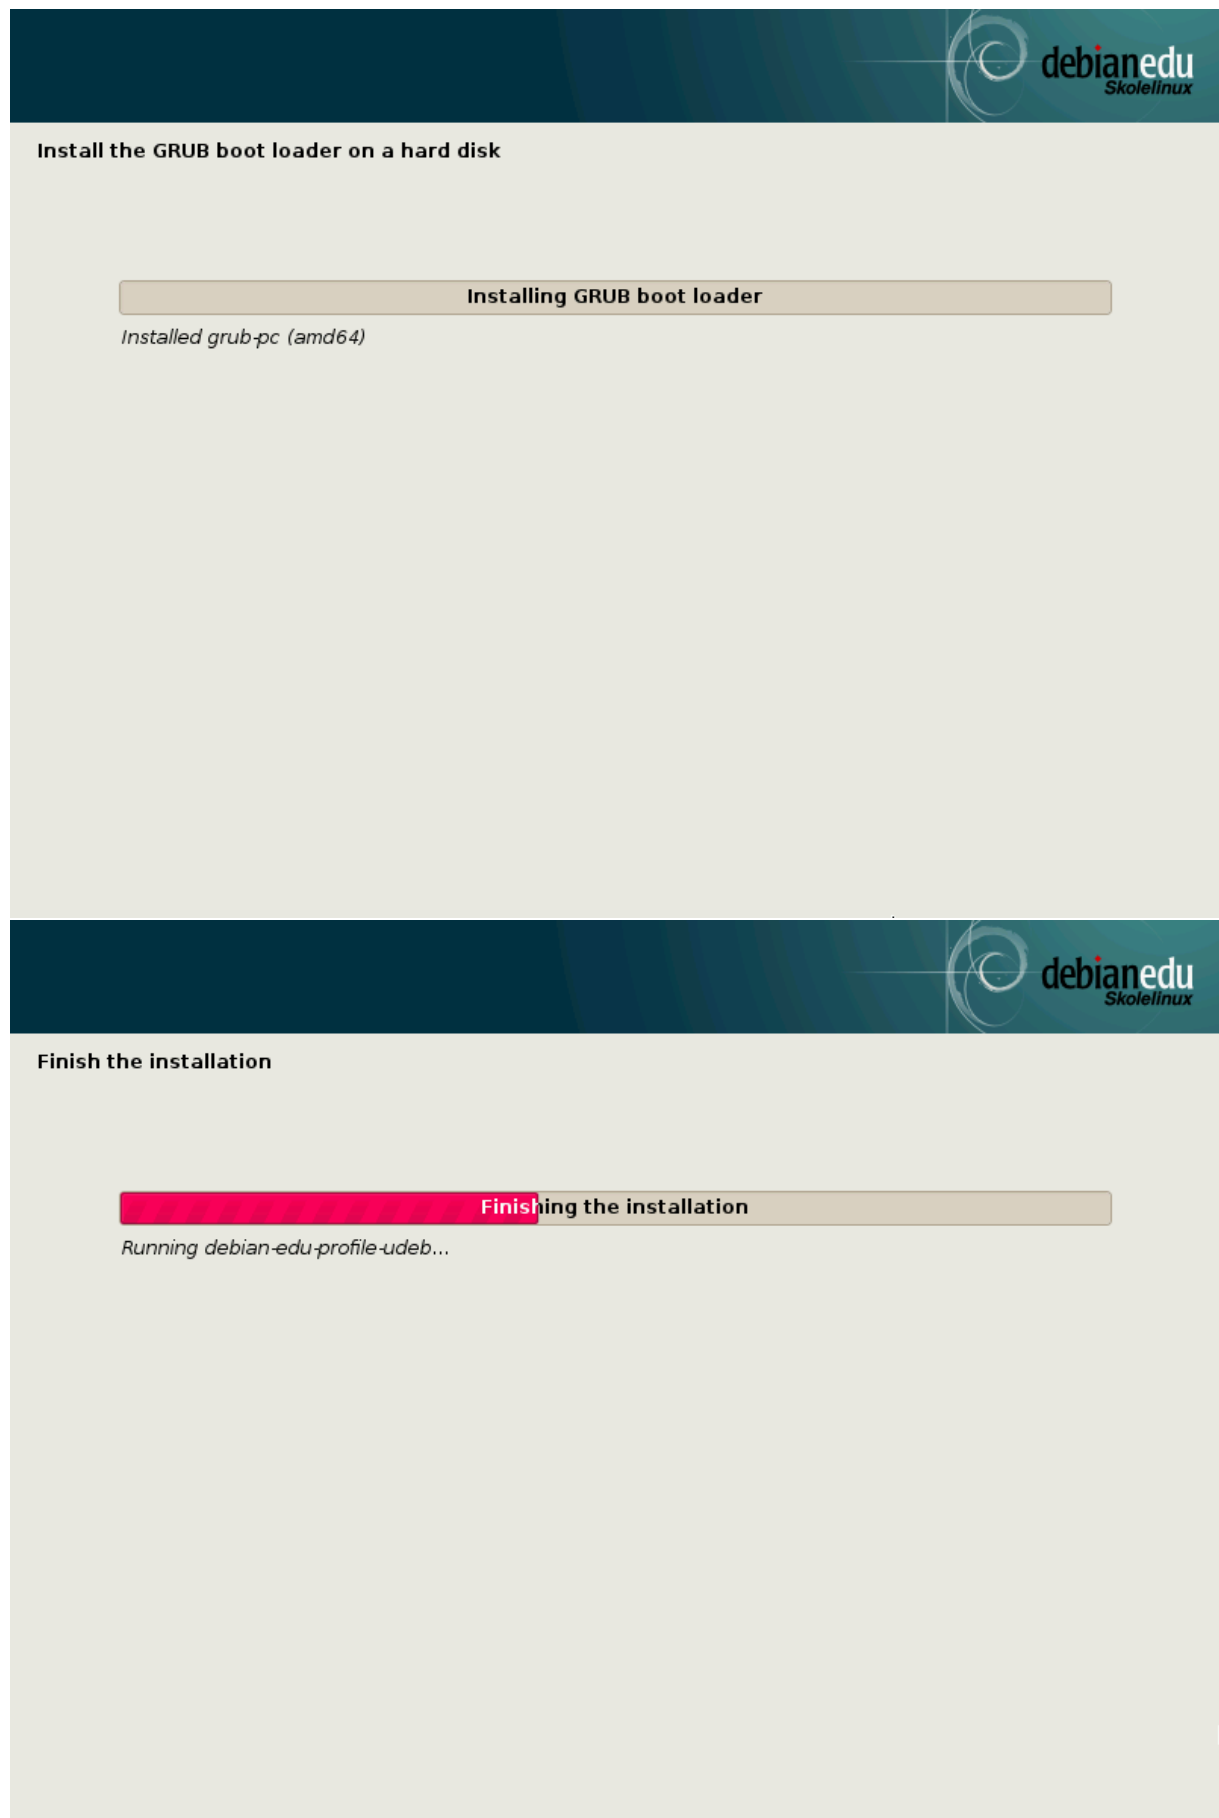 debianedu
Skolelinux
Install the GRUB boot loader on a hard disk
Installing GRUB boot loader
Installed grub-pc (amd64)
debianedu
Skolelinux
Finish the installation
Finishing the installation
Running debian-edu-profile-udeb...